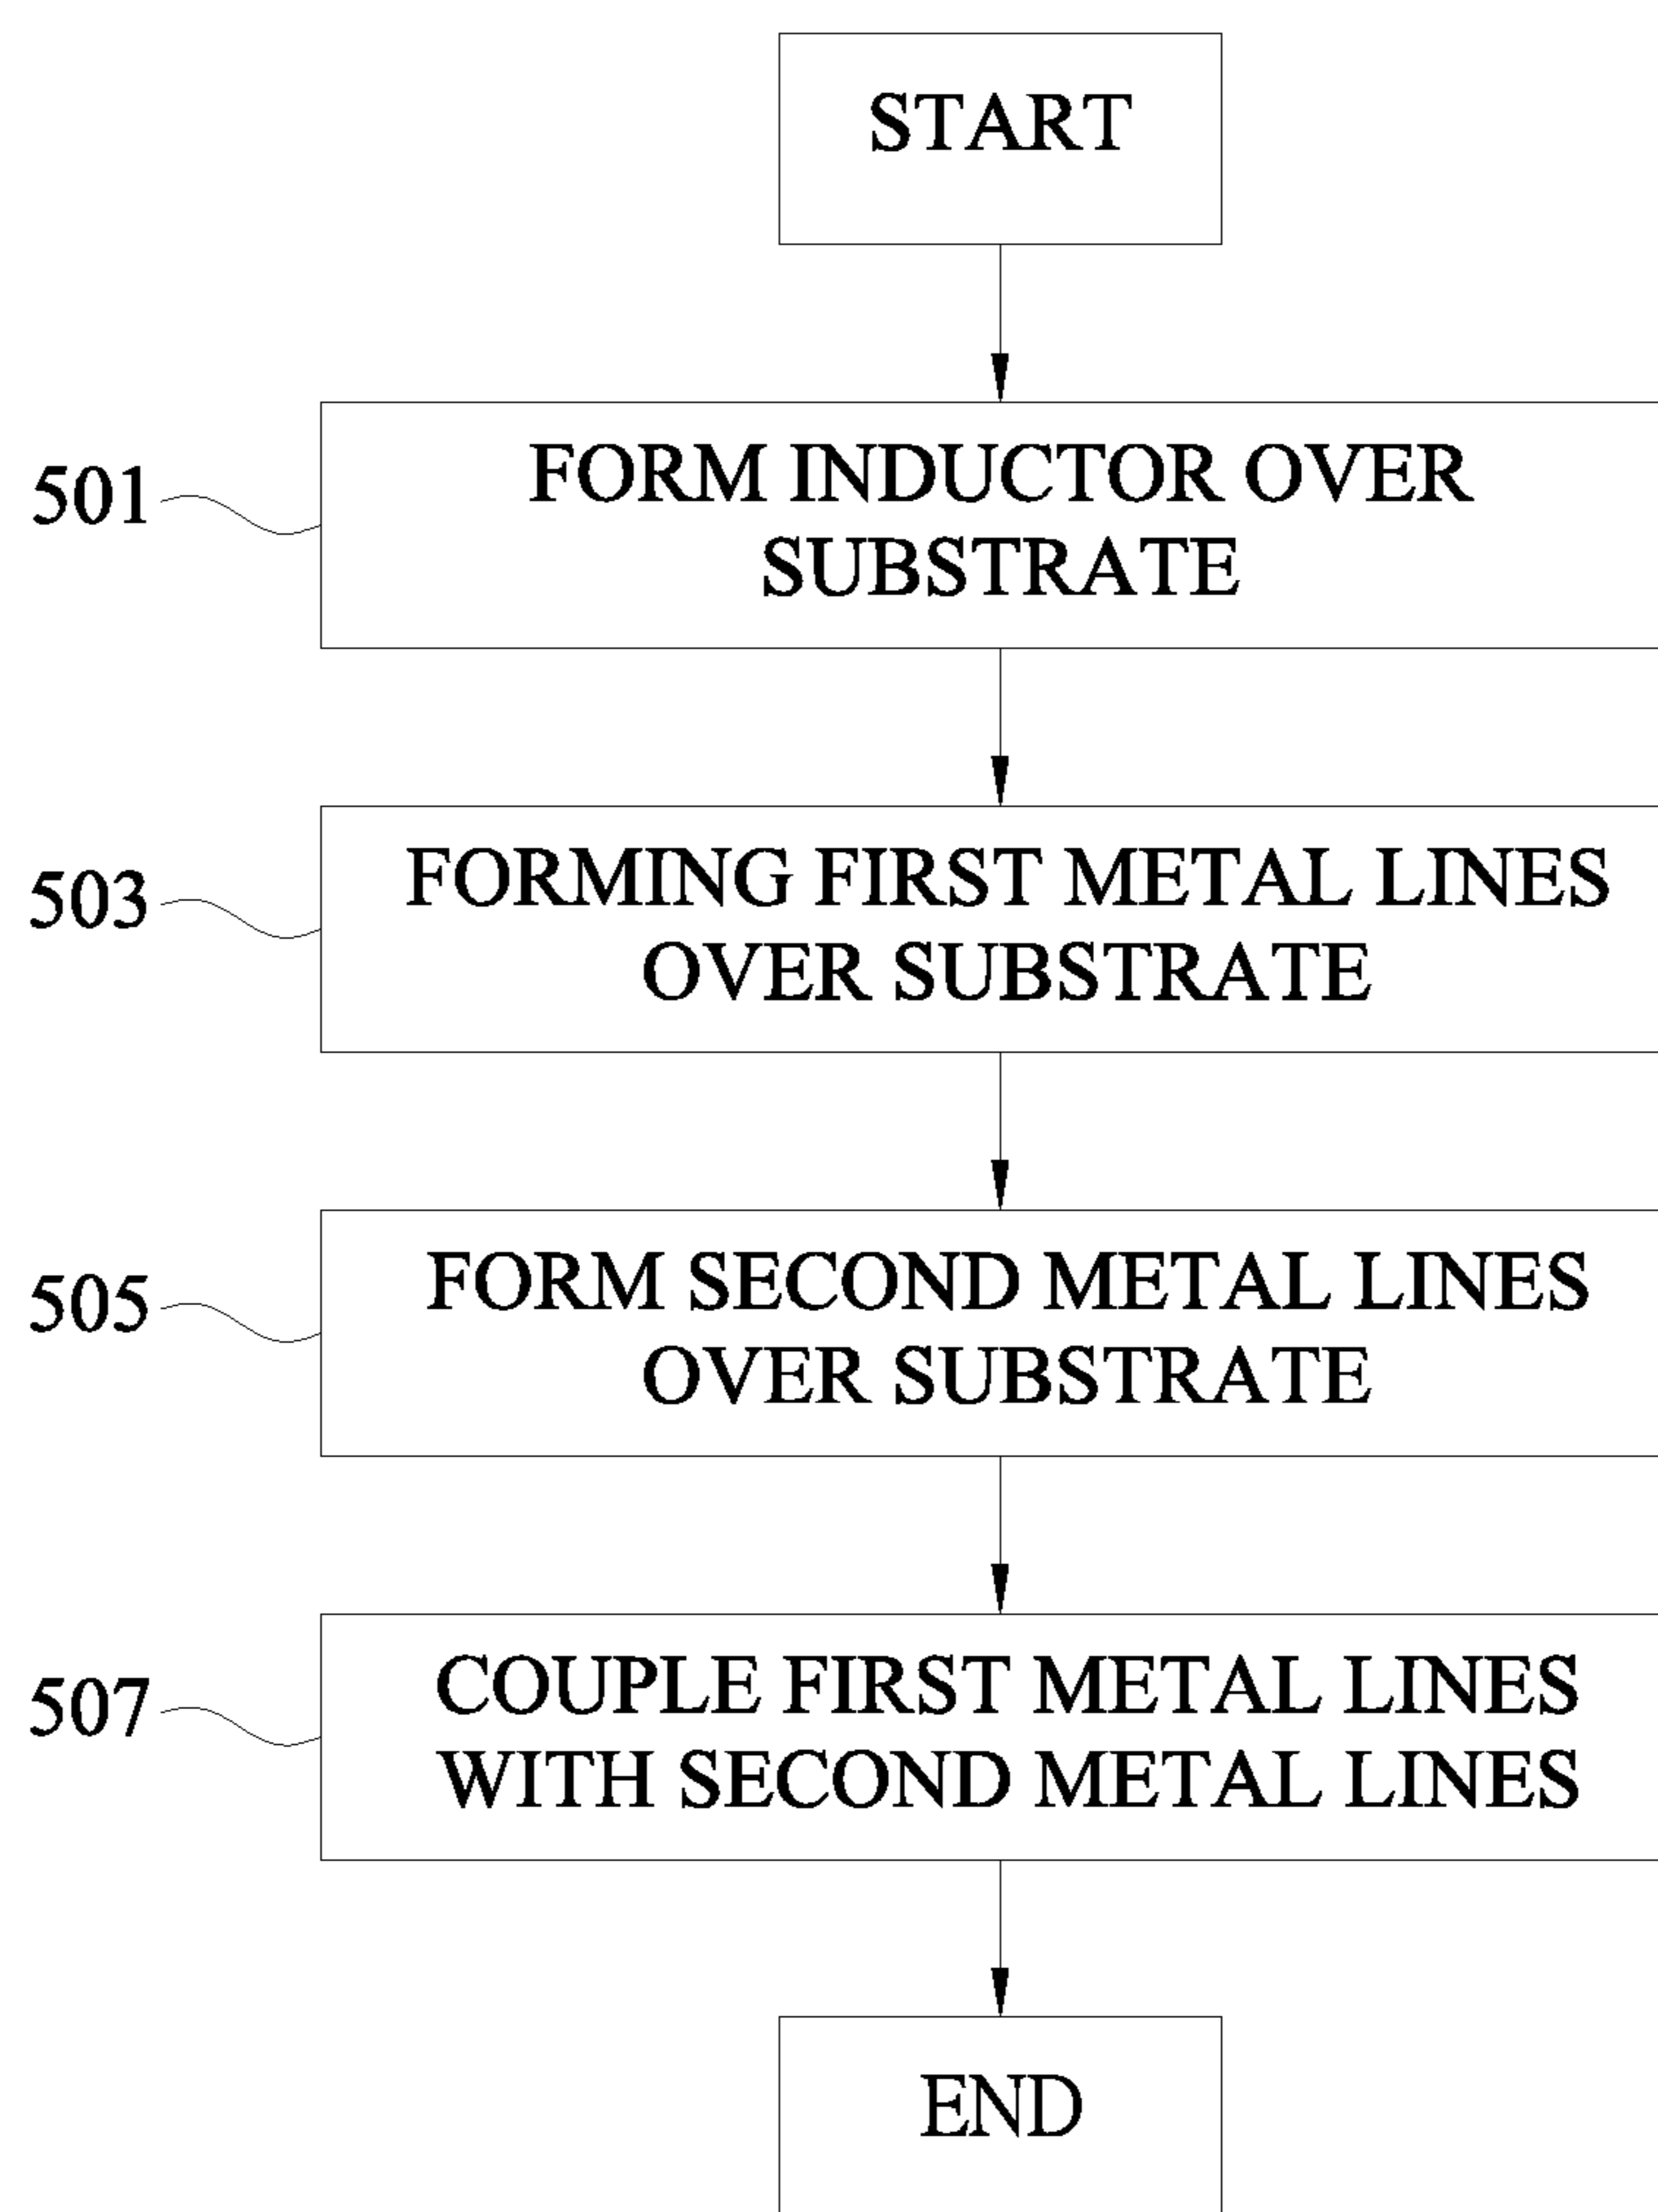 START
501
FORM INDUCTOR OVER
SUBSTRATE
503
FORMING FIRST METAL LINES
OVER SUBSTRATE
505
FORM SECOND METAL LINES
OVER SUBSTRATE
507
COUPLE FIRST METAL LINES
WITH SECOND METAL LINES
END